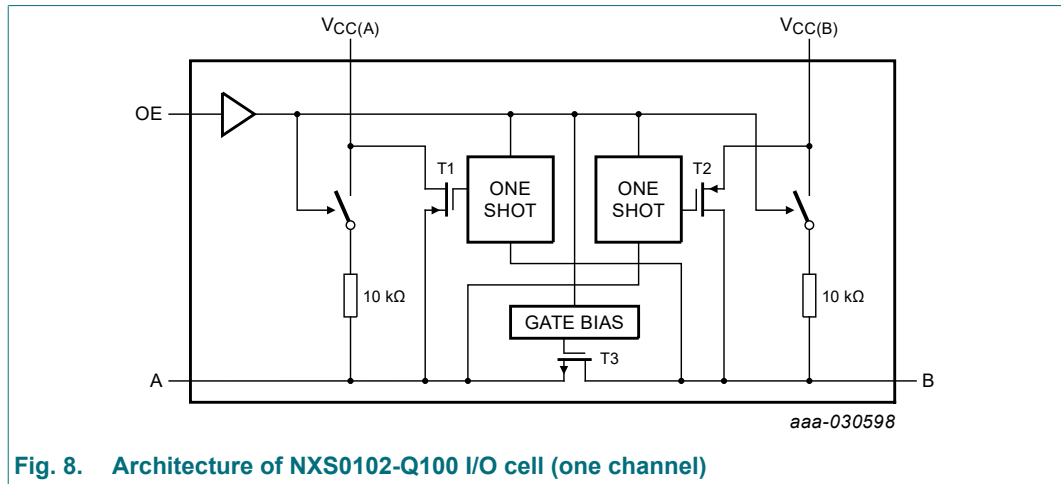 VCC(A) VCC(B)
OE
T1 T2
ONE SHOT ONE SHOT
10 kΩ 10 kΩ
GATE BIAS
T3
A B
aaa-030598
Fig. 8. Architecture of NXS0102-Q100 I/O cell (one channel)